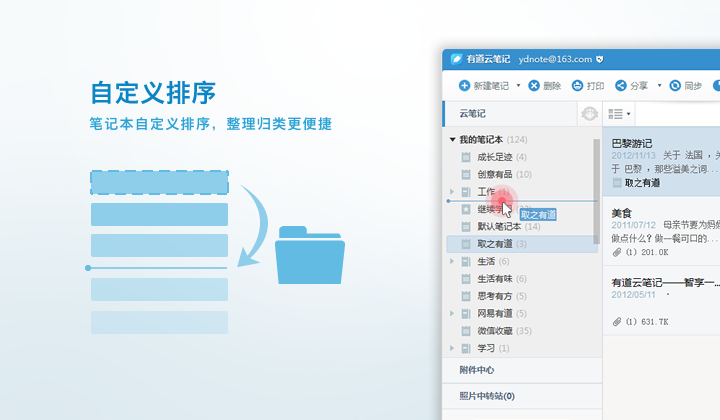 自定义排序
笔记本自定义排序，整理归类更便捷
有道云笔记 ydnote@163.com
新建笔记 删除 打印 分享 同步
云笔记
我的笔记本 (124)
成长足迹 (4)
创意有品 (10)
工作
继续学
取之有道
默认笔记本 (14)
取之有道 (3)
生活 (6)
生活有味 (6)
思考有方 (5)
网易有道 (5)
微信收藏 (35)
学习 (1)
附件中心
照片中转站(0)
巴黎游记
2012/11/13 关于 法国 ，关
于 巴黎 ，那些溢美之词...
取之有道
美食
2011/07/12 母亲节要为妈妈
做点什么？做一餐可口的...
(1) 201.0K
有道云笔记——智享一...
2012/05/11 ·
(1) 631.7K